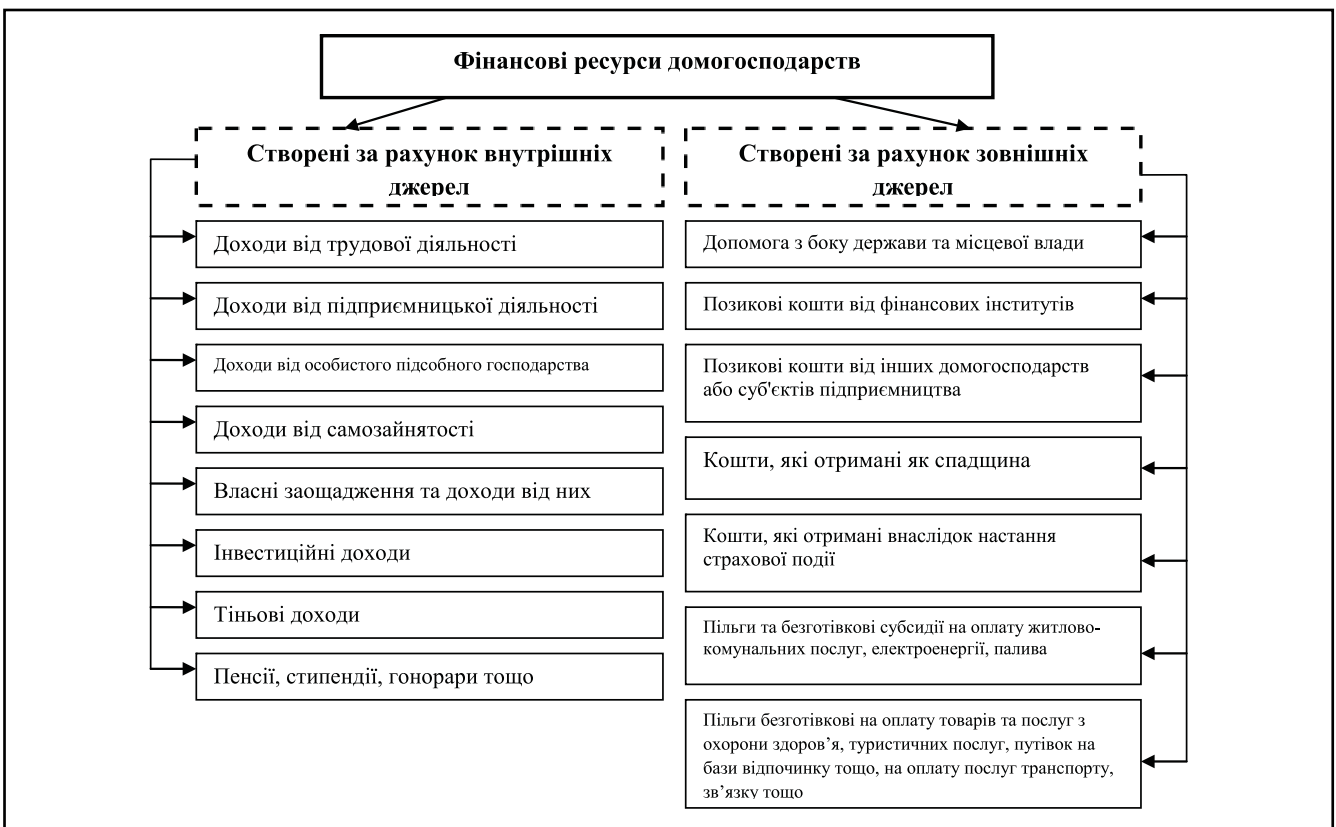 Фінансові ресурси домогосподарств
Створені за рахунок внутрішніх
джерел
Доходи від трудової діяльності
Доходи від підприємницької діяльності
Доходи від особистого підсобного господарства
Доходи від самозайнятості
Власні заощадження та доходи від них
Інвестиційні доходи
Тіньові доходи
Пенсії, стипендії, гонорари тощо
Створені за рахунок зовнішніх
джерел
Допомога з боку держави та місцевої влади
Позикові кошти від фінансових інститутів
Позикові кошти від інших домогосподарств
або суб'єктів підприємництва
Кошти, які отримані як спадщина
Кошти, які отримані внаслідок настання
страхової події
Пільги та безготівкові субсидії на оплату житлово-
комунальних послуг, електроенергії, палива
Пільги безготівкові на оплату товарів та послуг з
охорони здоров’я, туристичних послуг, путівок на
бази відпочинку тощо, на оплату послуг транспорту,
зв’язку тощо